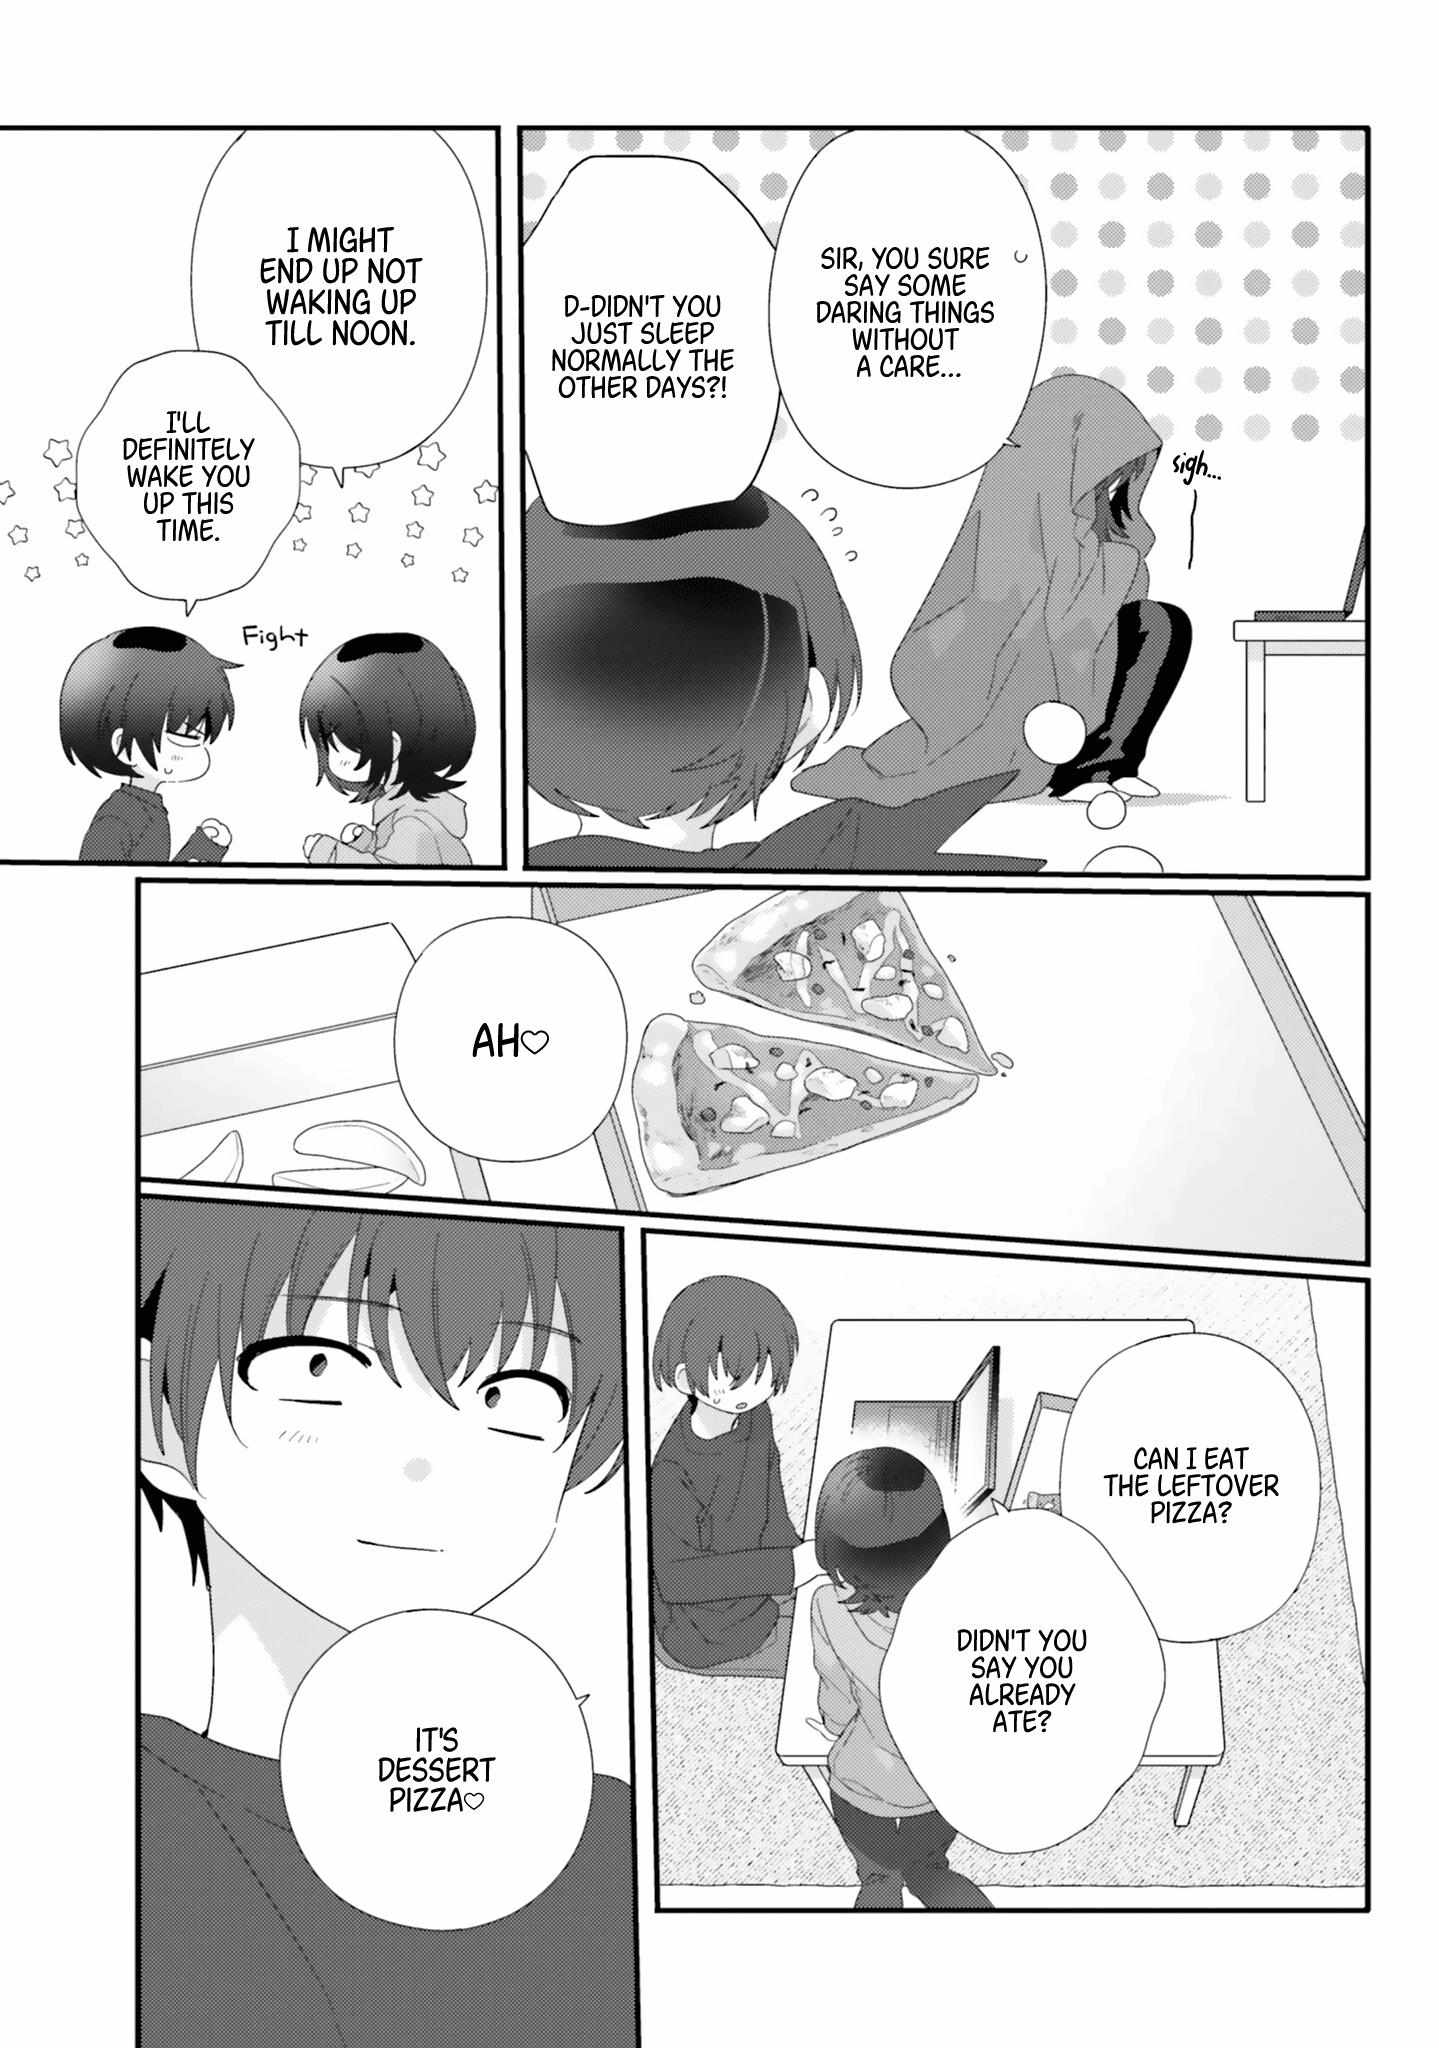 SIR, YOU SURE
SAY SOME
DARING THINGS
WITHOUT
A CARE...
sigh...
D-DIDN'T YOU
JUST SLEEP
NORMALLY THE
OTHER DAYS?!
I MIGHT
END UP NOT
WAKING UP
TILL NOON.
I'LL
DEFINITELY
WAKE YOU
UP THIS
TIME.
Fight
AH♡
CAN I EAT
THE LEFTOVER
PIZZA?
DIDN'T YOU
SAY YOU
ALREADY
ATE?
IT'S
DESSERT
PIZZA♡